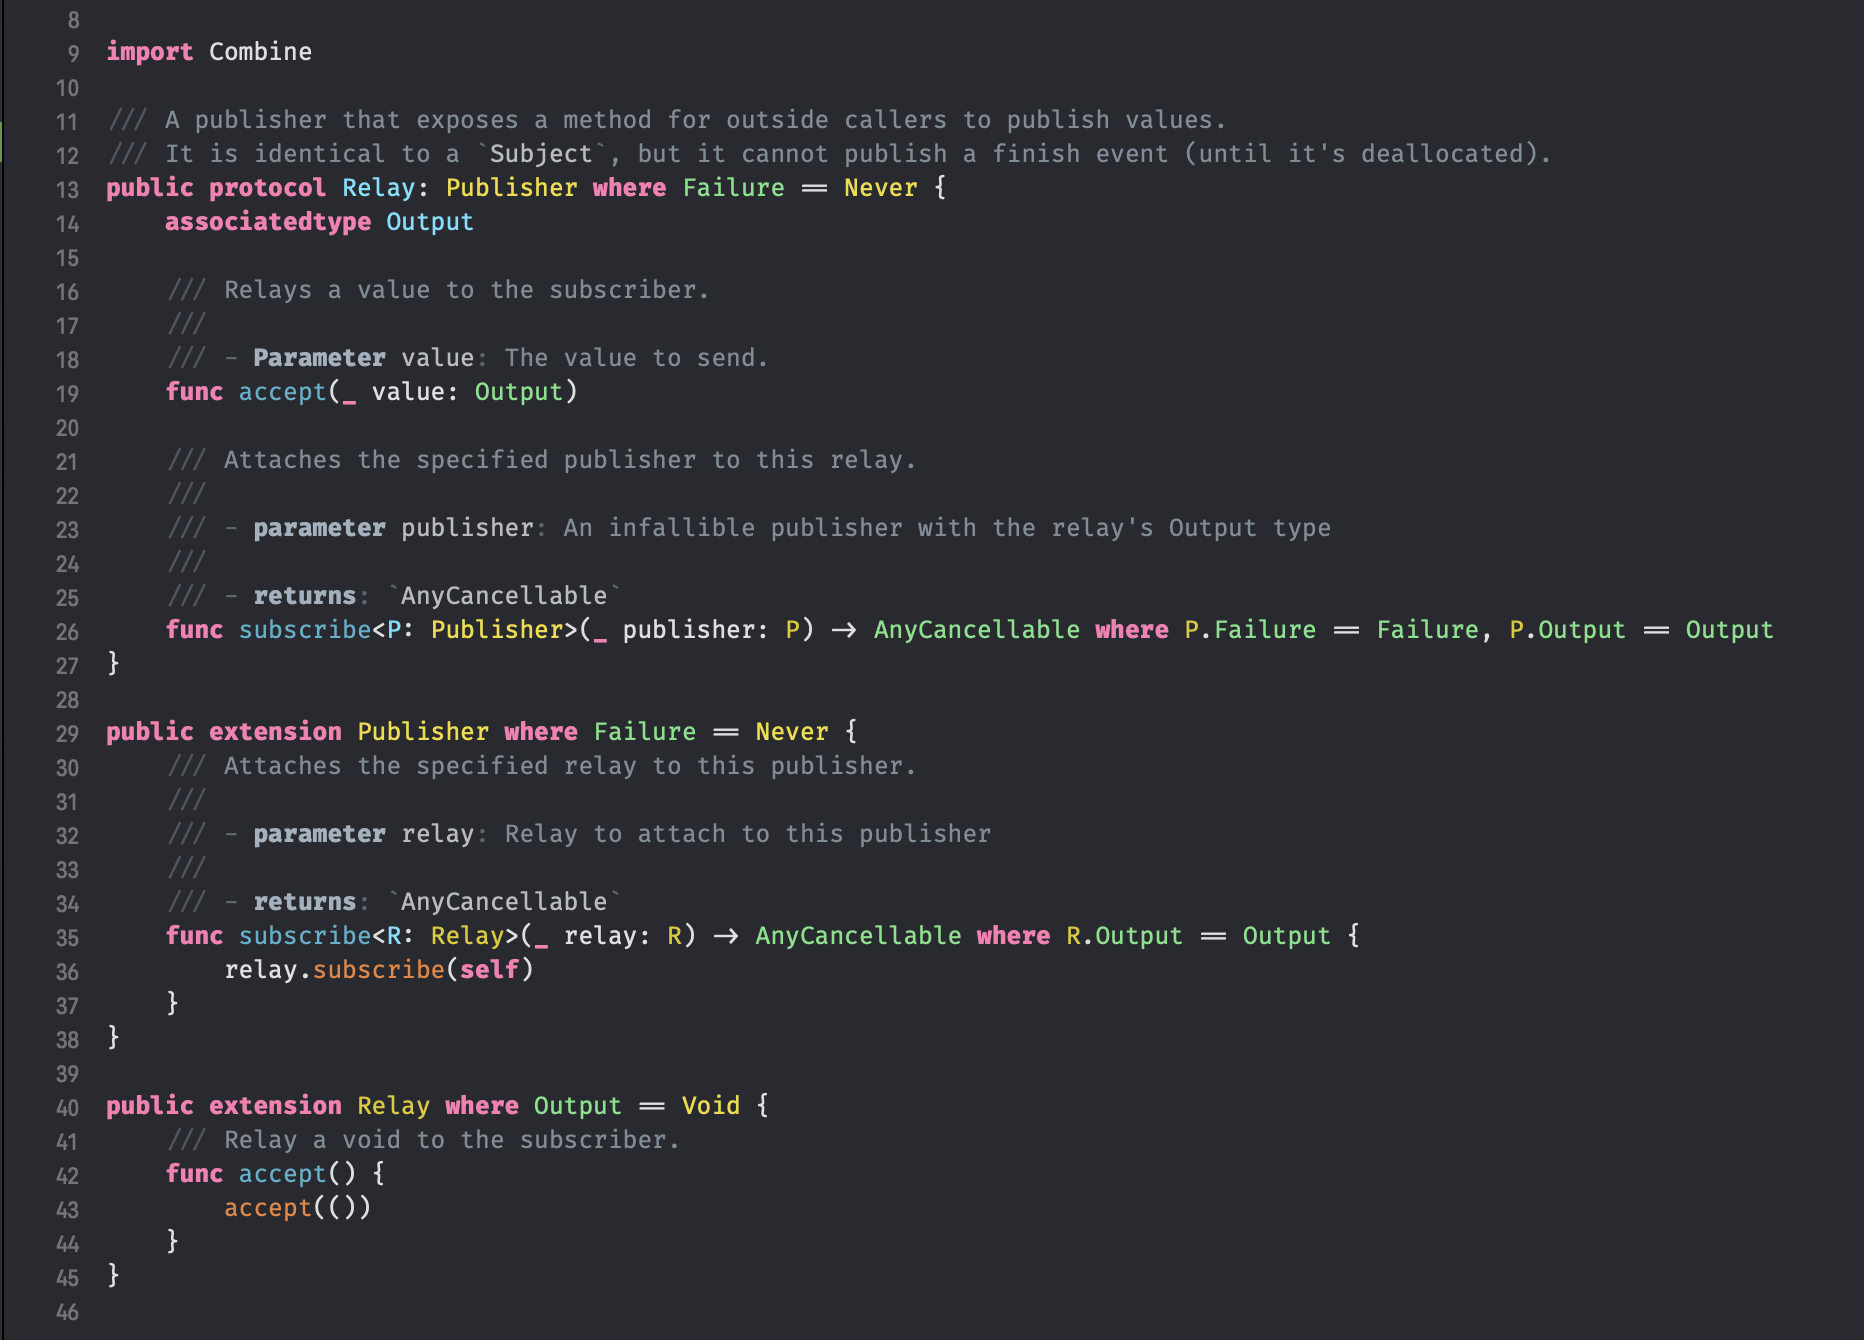 8
9 import Combine
10
11 /// A publisher that exposes a method for outside callers to publish values.
12 /// It is identical to a `Subject`, but it cannot publish a finish event (until it's deallocated).
13 public protocol Relay: Publisher where Failure == Never {
14     associatedtype Output
15
16     /// Relays a value to the subscriber.
17     ///
18     /// - Parameter value: The value to send.
19     func accept(_ value: Output)
20
21     /// Attaches the specified publisher to this relay.
22     ///
23     /// - parameter publisher: An infallible publisher with the relay's Output type
24     ///
25     /// - returns: `AnyCancellable`
26     func subscribe<P: Publisher>(_ publisher: P) -> AnyCancellable where P.Failure == Failure, P.Output == Output
27 }
28
29 public extension Publisher where Failure == Never {
30     /// Attaches the specified relay to this publisher.
31     ///
32     /// - parameter relay: Relay to attach to this publisher
33     ///
34     /// - returns: `AnyCancellable`
35     func subscribe<R: Relay>(_ relay: R) -> AnyCancellable where R.Output == Output {
36         relay.subscribe(self)
37     }
38 }
39
40 public extension Relay where Output == Void {
41     /// Relay a void to the subscriber.
42     func accept() {
43         accept(())
44     }
45 }
46